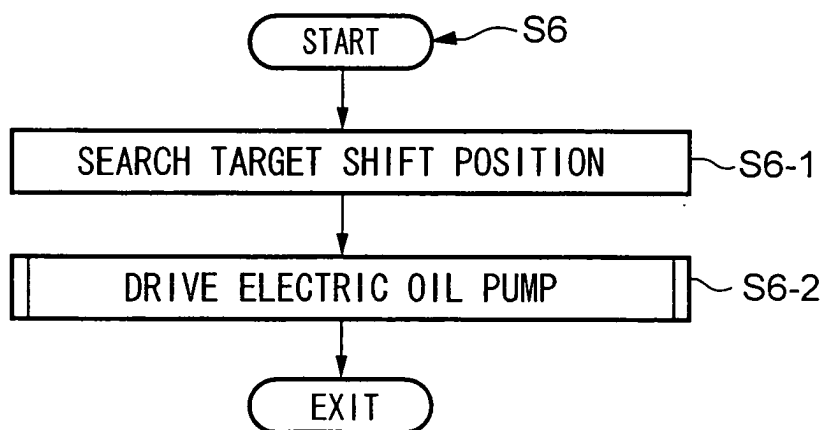 START
S6
SEARCH TARGET SHIFT POSITION
S6-1
DRIVE ELECTRIC OIL PUMP
S6-2
EXIT